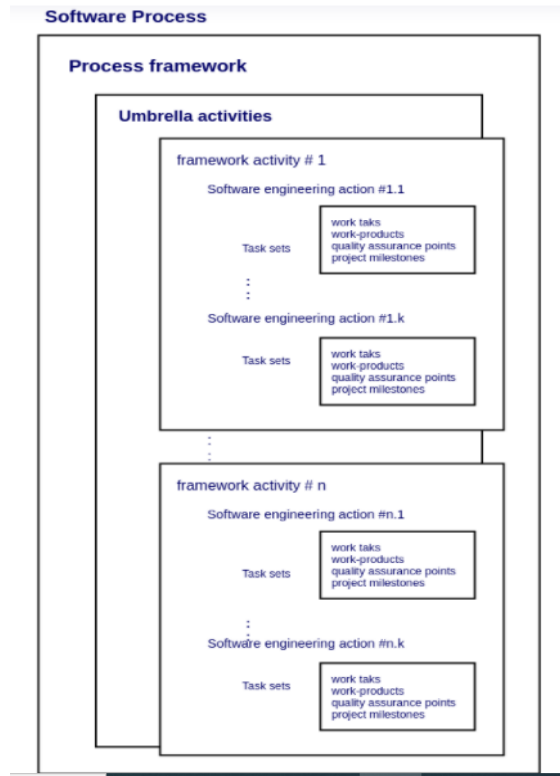 Software Process
Process framework
Umbrella activities
framework activity # 1
Software engineering action #1.1
Task sets
work taks
work-products
quality assurance points
project milestones
Software engineering action #1.k
Task sets
work taks
work-products
quality assurance points
project milestones
framework activity # n
Software engineering action #n.1
Task sets
work taks
work-products
quality assurance points
project milestones
Software engineering action #n.k
Task sets
work taks
work-products
quality assurance points
project milestones